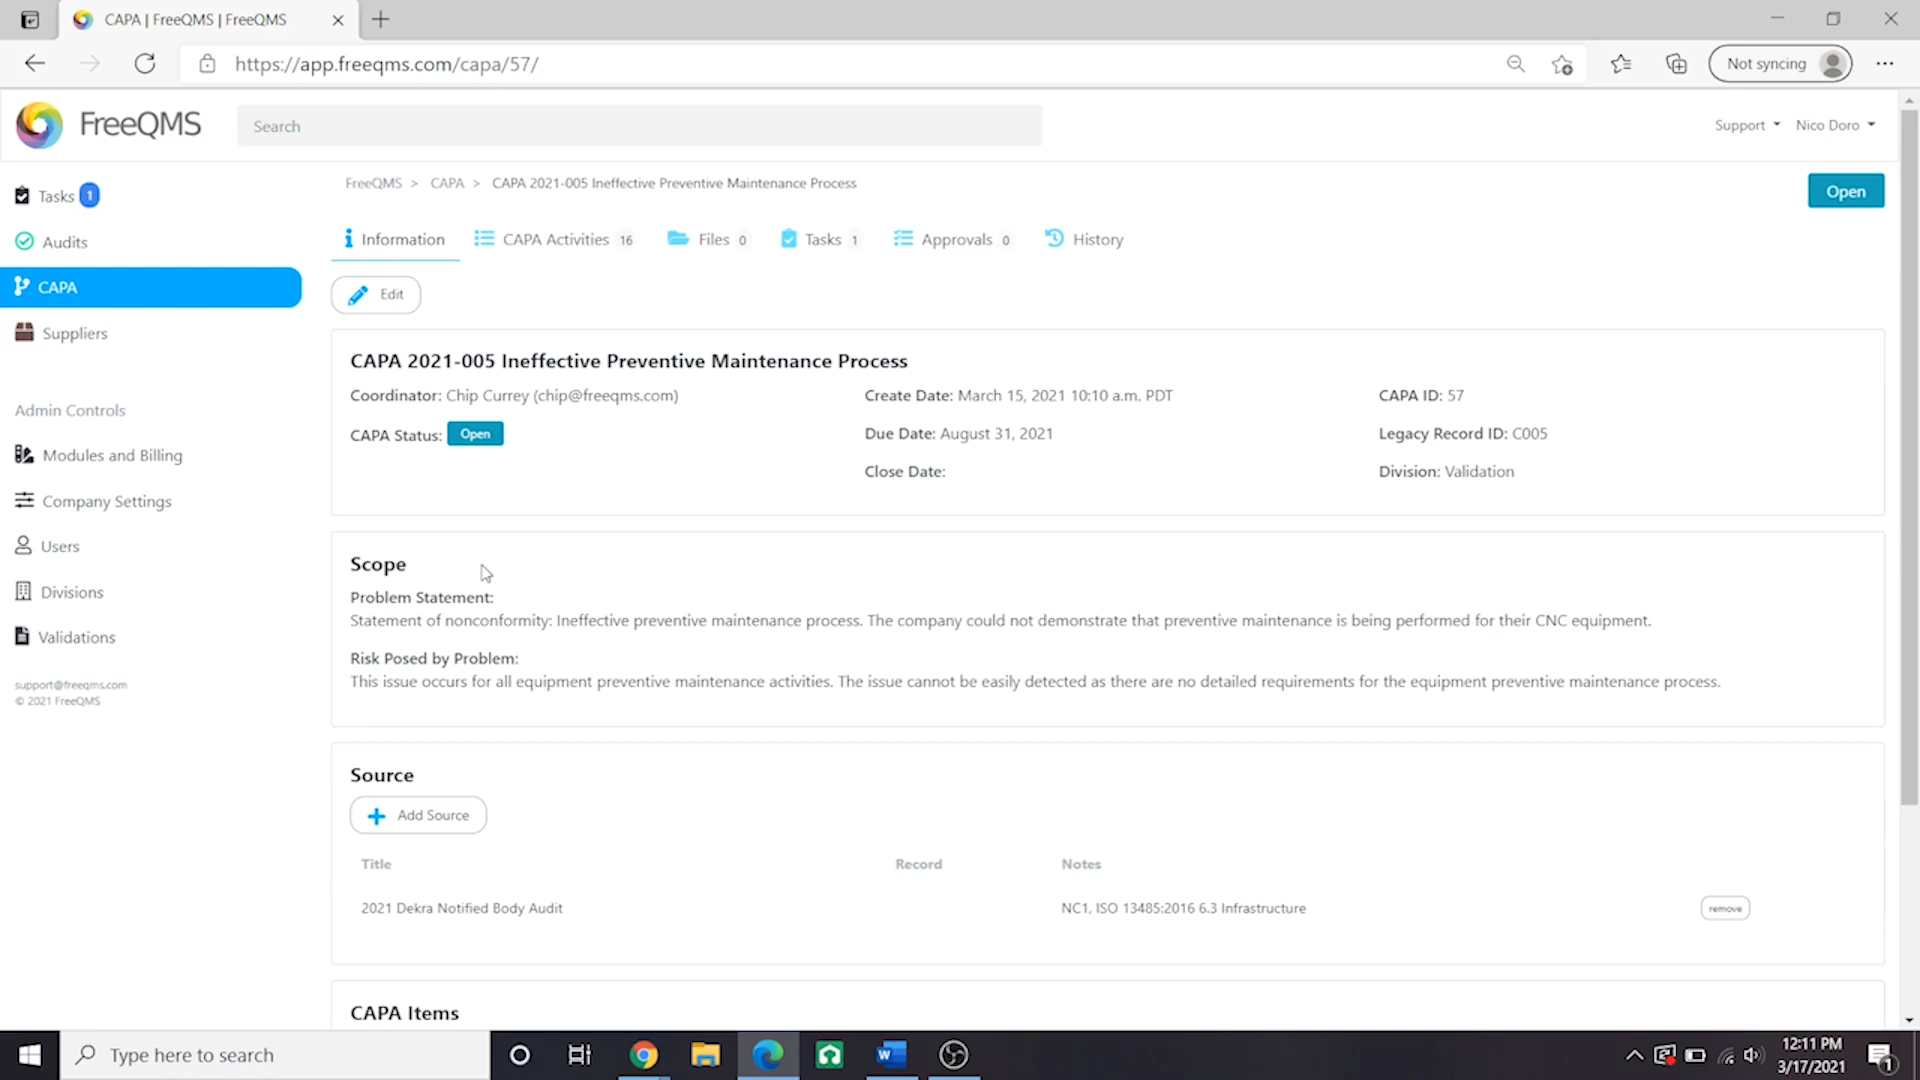 CAPA | FreeQMS | FreeQMS
https://app.freeqms.com/capa/57/
Not syncing
FreeQMS
Search
Support
Nico Doro
Tasks 1
Audits
CAPA
Suppliers
Admin Controls
Modules and Billing
Company Settings
Users
Divisions
Validations
support@freeqms.com
© 2021 FreeQMS
FreeQMS > CAPA > CAPA 2021-005 Ineffective Preventive Maintenance Process
Open
Information
CAPA Activities 16
Files 0
Tasks 1
Approvals 0
History
Edit
CAPA 2021-005 Ineffective Preventive Maintenance Process
Coordinator: Chip Currey (chip@freeqms.com)
CAPA Status: Open
Create Date: March 15, 2021 10:10 a.m. PDT
Due Date: August 31, 2021
Close Date:
CAPA ID: 57
Legacy Record ID: C005
Division: Validation
Scope
Problem Statement:
Statement of nonconformity: Ineffective preventive maintenance process. The company could not demonstrate that preventive maintenance is being performed for their CNC equipment.
Risk Posed by Problem:
This issue occurs for all equipment preventive maintenance activities. The issue cannot be easily detected as there are no detailed requirements for the equipment preventive maintenance process.
Source
Add Source
Title Record Notes
2021 Dekra Notified Body Audit NC1, ISO 13485:2016 6.3 Infrastructure remove
CAPA Items
Type here to search
12:11 PM
3/17/2021
1